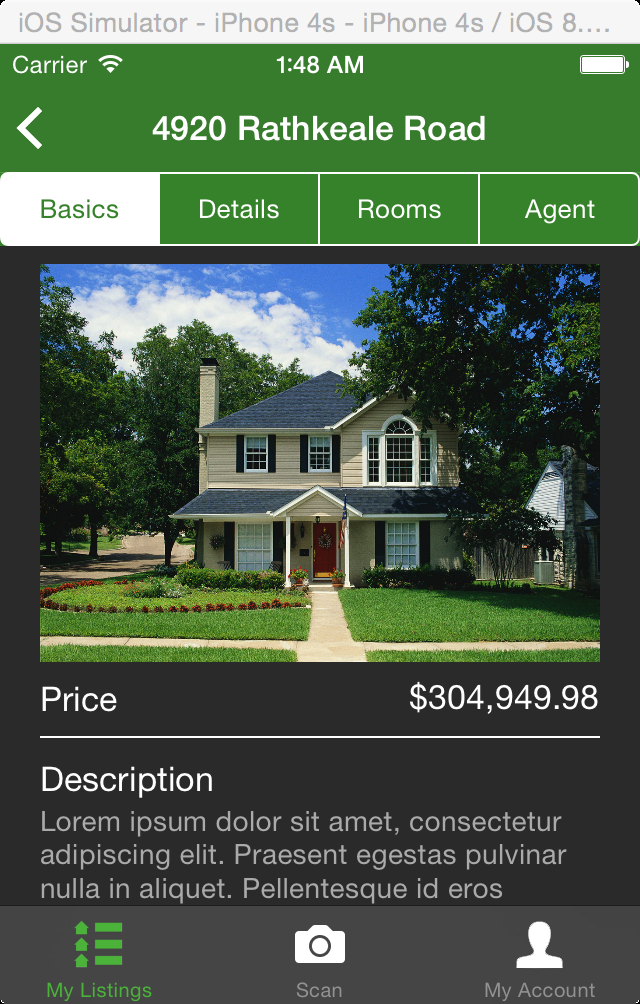 iOS Simulator - iPhone 4s - iPhone 4s / iOS 8....
Carrier 1:48 AM
4920 Rathkeale Road
Basics Details Rooms Agent
Price $304,949.98
Description
Lorem ipsum dolor sit amet, consectetur
adipiscing elit. Praesent egestas pulvinar
nulla in aliquet. Pellentesque id eros
My Listings Scan My Account